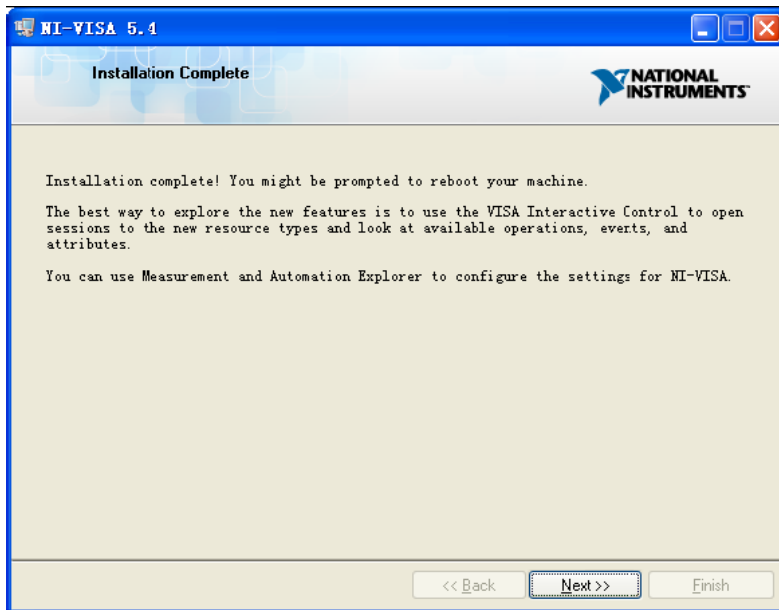 NI-VISA 5.4
Installation Complete
NATIONAL
INSTRUMENTS™
Installation complete! You might be prompted to reboot your machine.
The best way to explore the new features is to use the VISA Interactive Control to open
sessions to the new resource types and look at available operations, events, and
attributes.
You can use Measurement and Automation Explorer to configure the settings for NI-VISA.
<< Back
Next >>
Finish